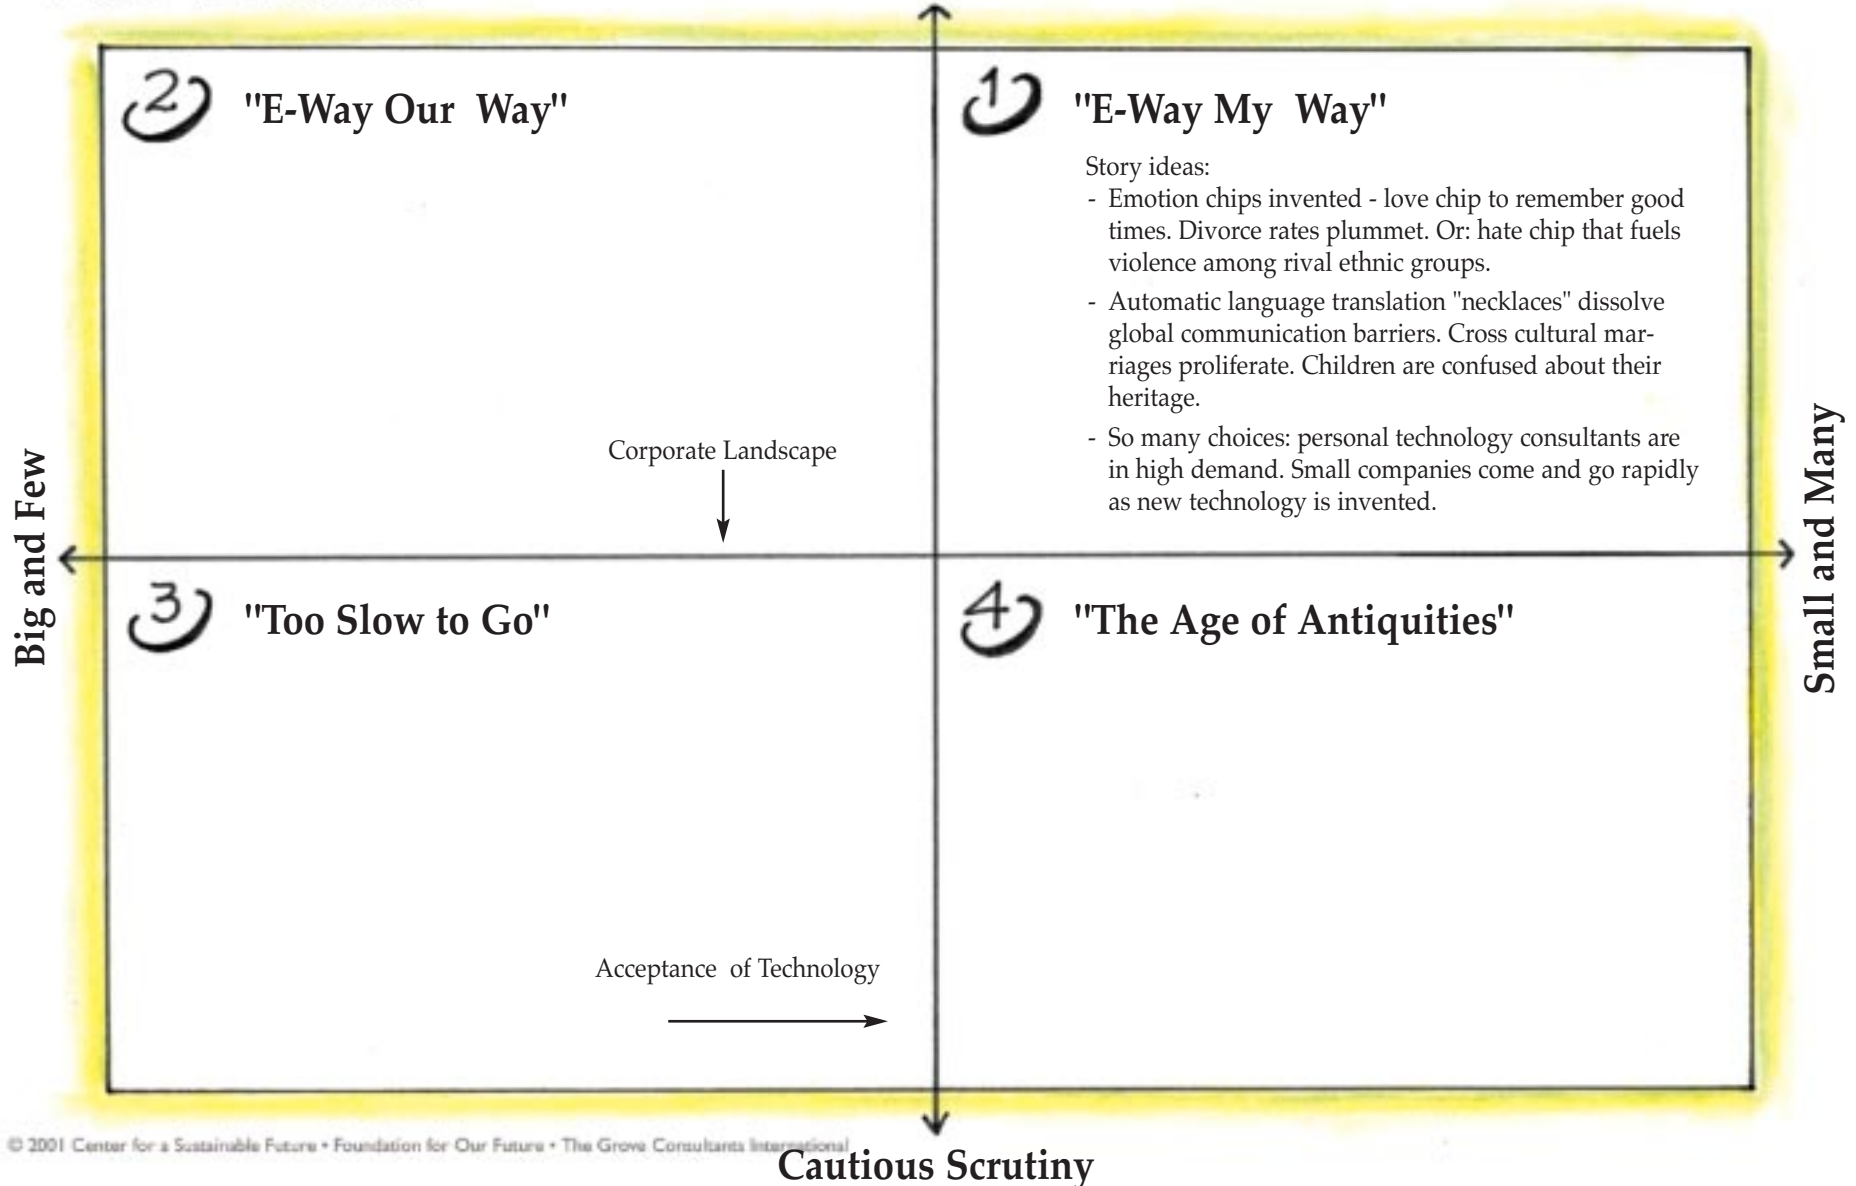 2 "E-Way Our Way"
1 "E-Way My Way"
Story ideas:
- Emotion chips invented - love chip to remember good
times. Divorce rates plummet. Or: hate chip that fuels
violence among rival ethnic groups.
- Automatic language translation "necklaces" dissolve
global communication barriers. Cross cultural mar-
riages proliferate. Children are confused about their
heritage.
- So many choices: personal technology consultants are
in high demand. Small companies come and go rapidly
as new technology is invented.
Corporate Landscape
Big and Few
Small and Many
3 "Too Slow to Go"
4 "The Age of Antiquities"
Acceptance of Technology
© 2001 Center for a Sustainable Future • Foundation for Our Future • The Grove Consultants International
Cautious Scrutiny